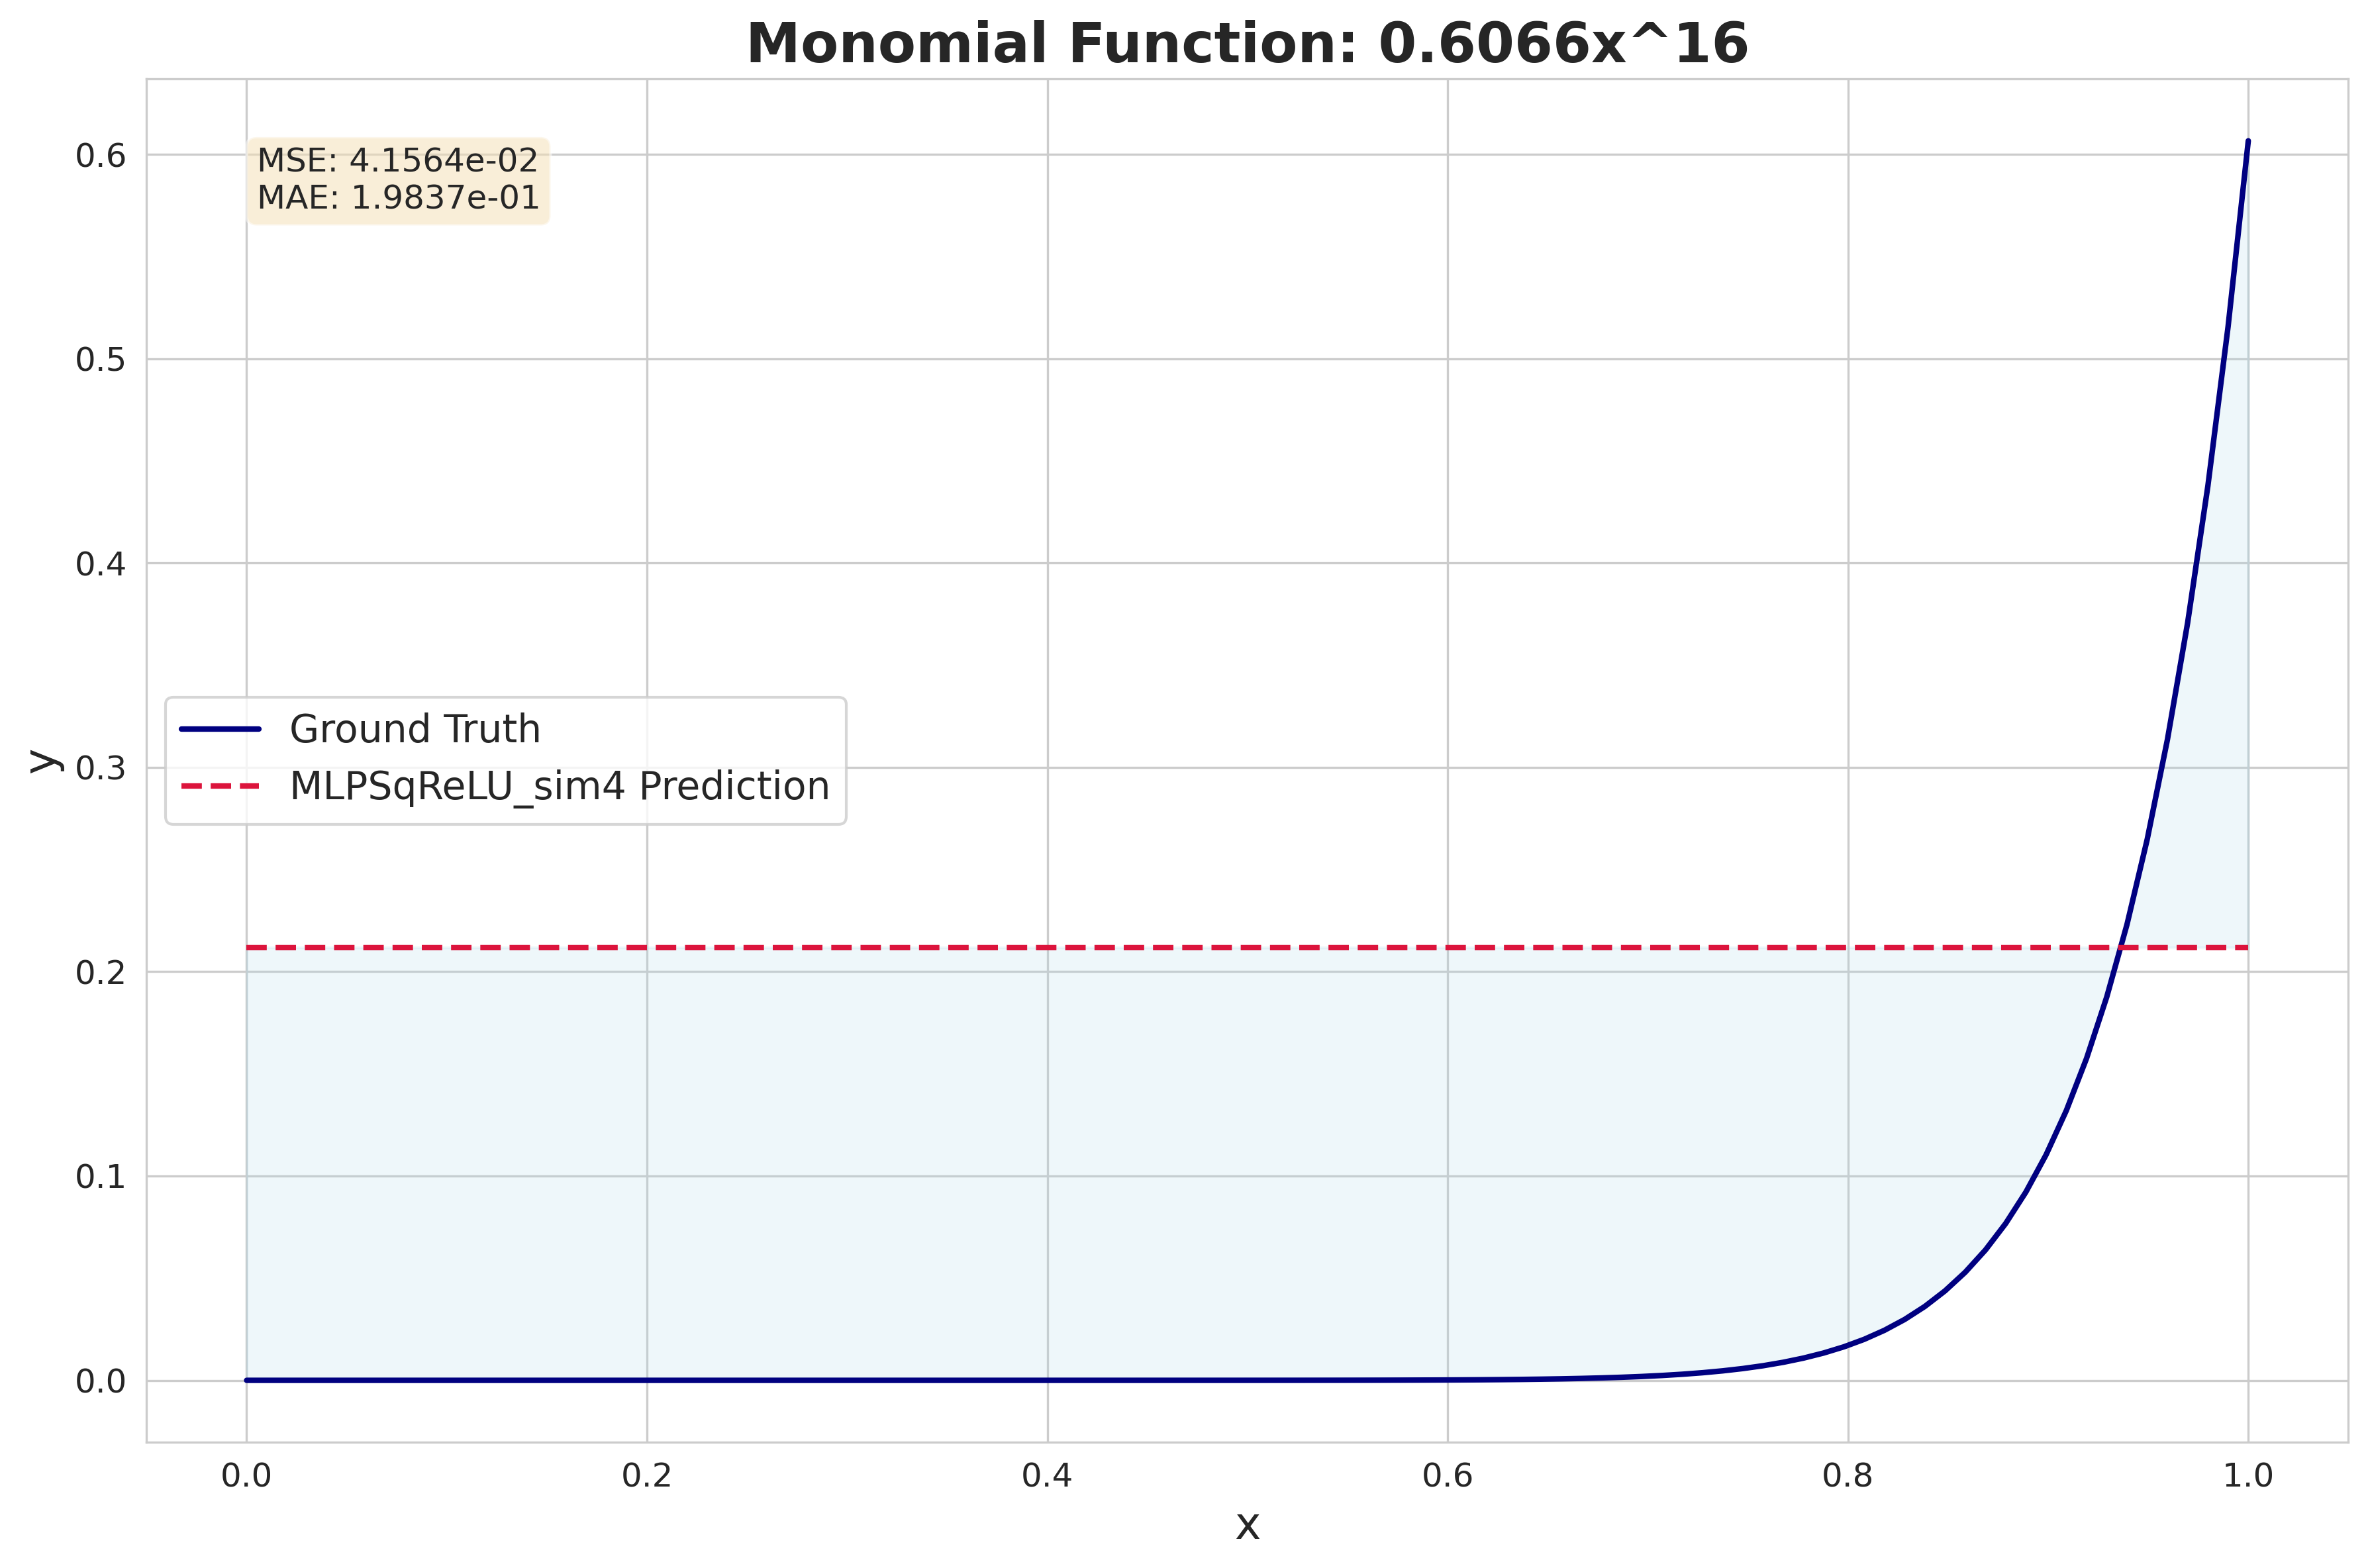 Monomial Function: 0.6066x^16
MSE: 4.1564e-02
MAE: 1.9837e-01
Ground Truth
MLPSqReLU_sim4 Prediction
y
0.6
0.5
0.4
0.3
0.2
0.1
0.0
0.0 0.2 0.4 0.6 0.8 1.0
x